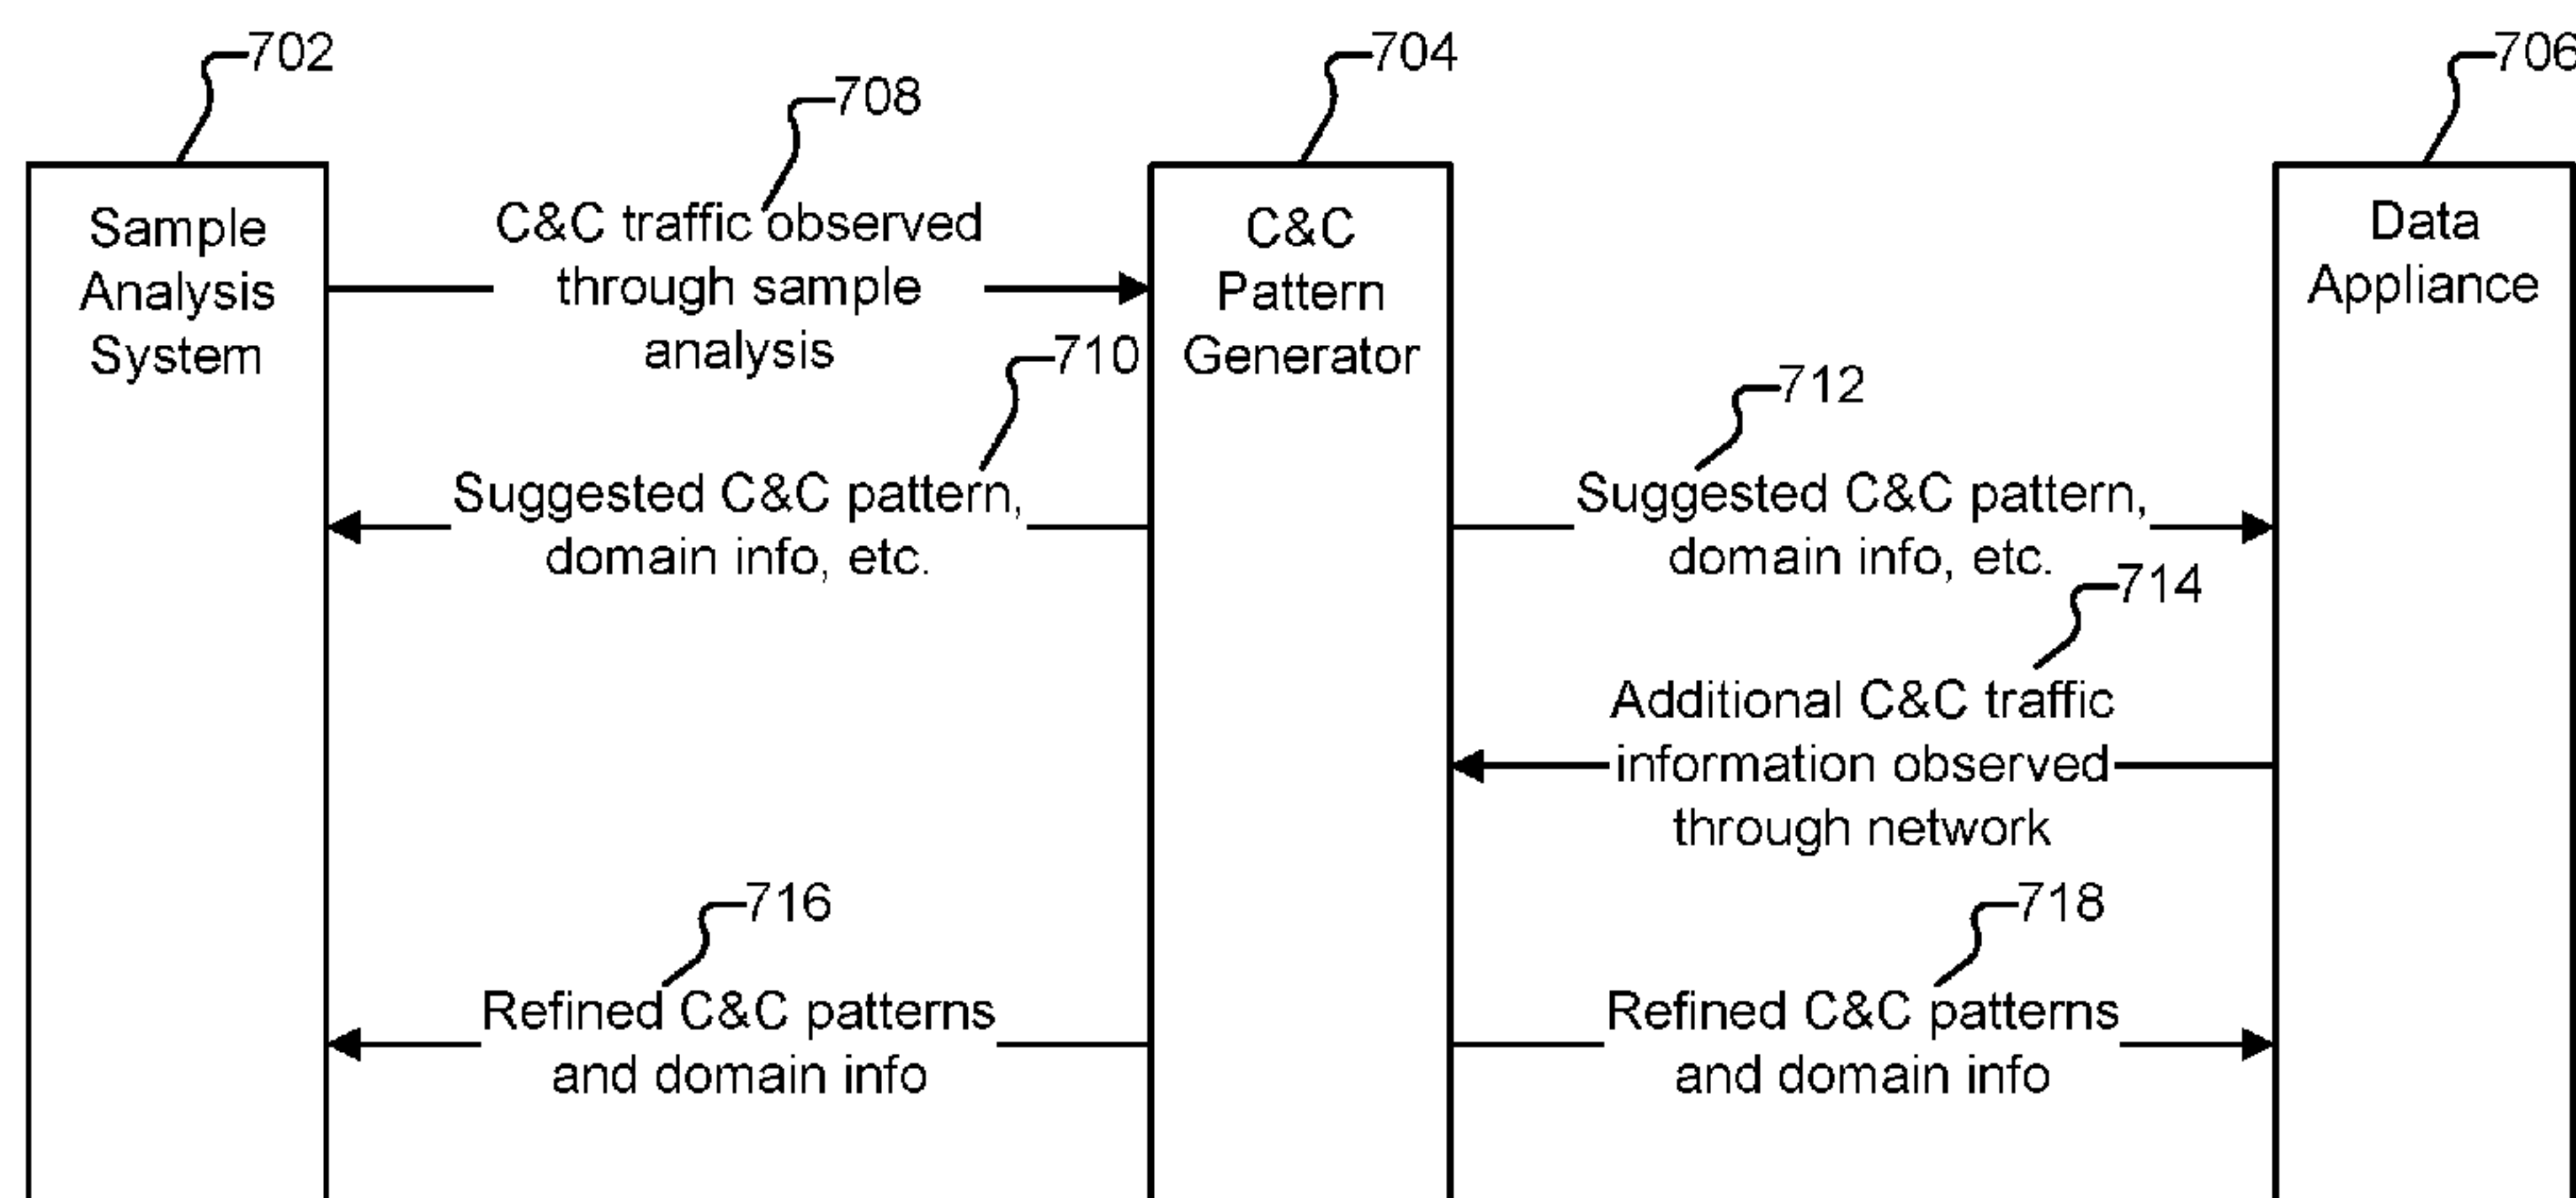 702
704
706
708
Sample
Analysis
System
C&C traffic observed
through sample
analysis
C&C
Pattern
Generator
Data
Appliance
710
712
Suggested C&C pattern,
domain info, etc.
Suggested C&C pattern,
domain info, etc.
714
Additional C&C traffic
information observed
through network
716
718
Refined C&C patterns
and domain info
Refined C&C patterns
and domain info